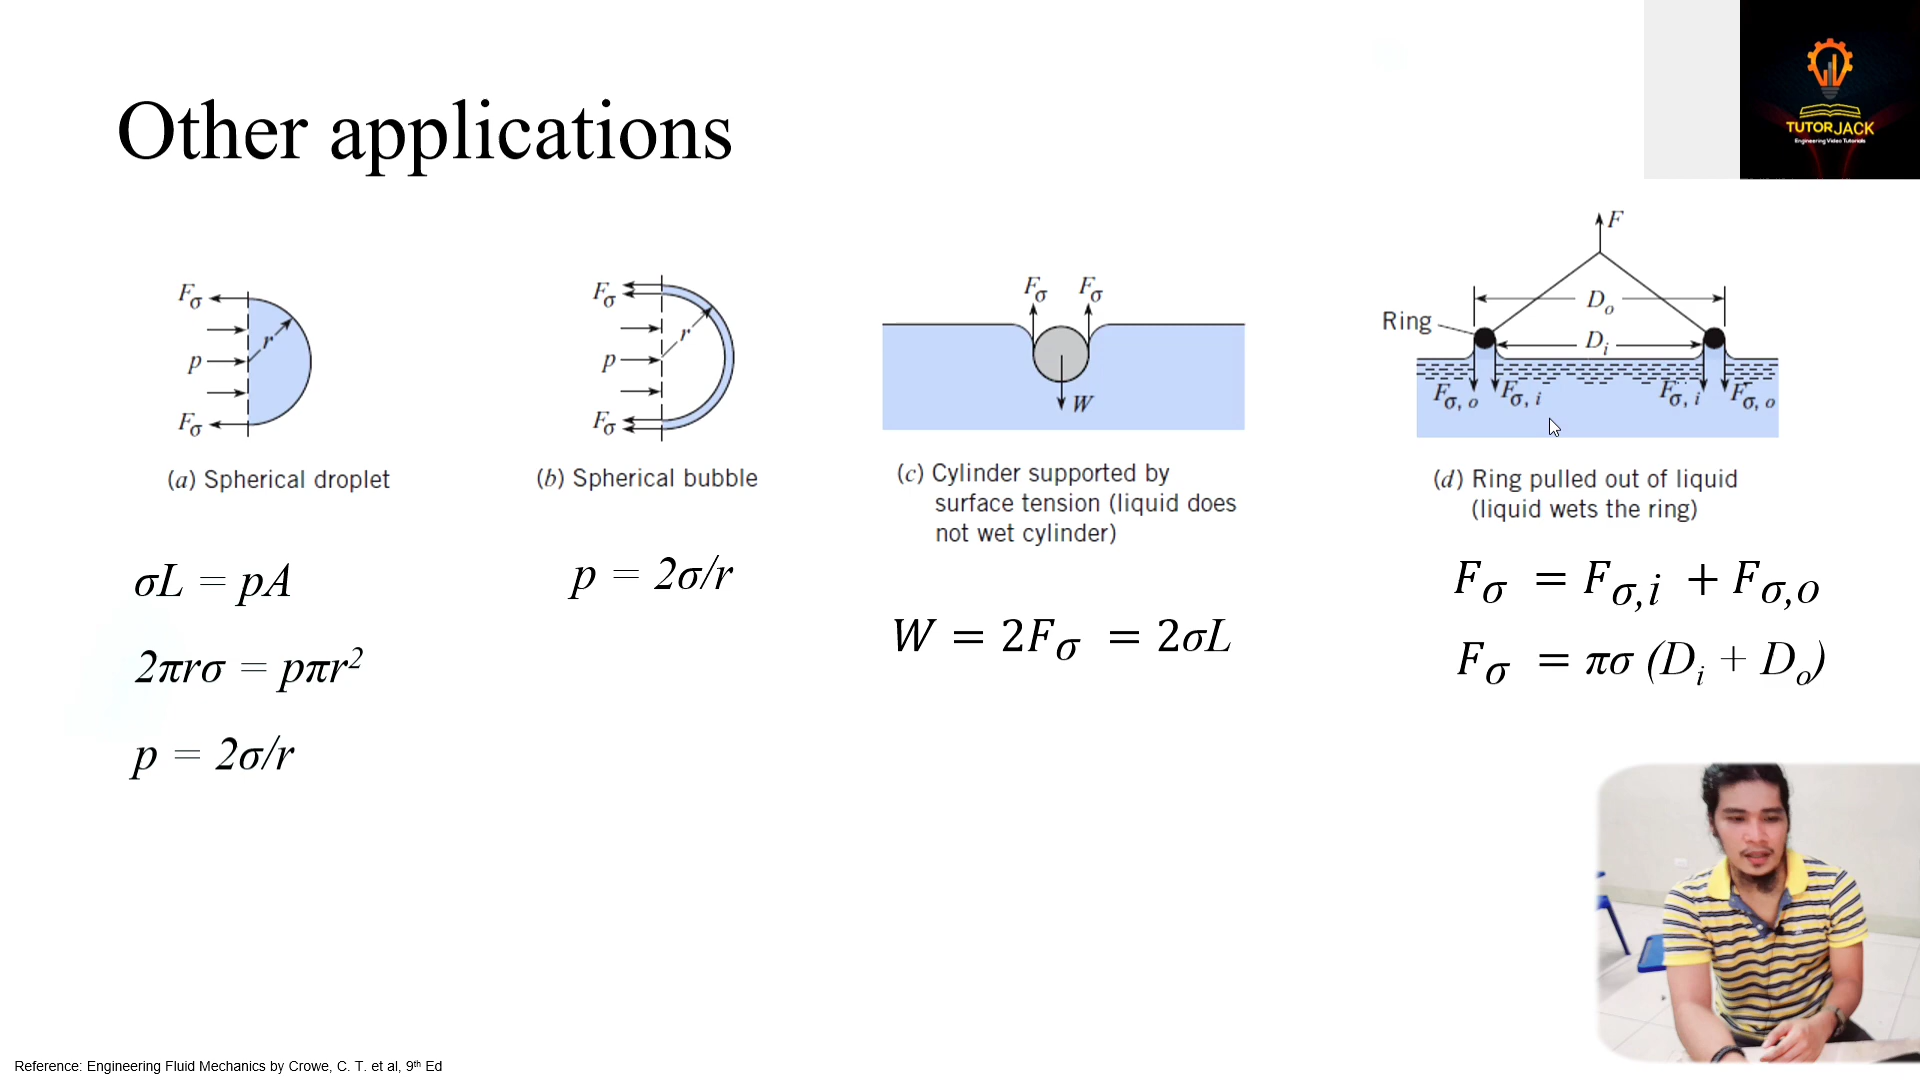 TUTOR JACK
Engineering Video Tutorials
Other applications
Fσ
p
r
Fσ
(a) Spherical droplet
σL = pA
2πrσ = pπr²
p = 2σ/r
Fσ
p
r
Fσ
(b) Spherical bubble
p = 2σ/r
Fσ Fσ
W
(c) Cylinder supported by
surface tension (liquid does
not wet cylinder)
W = 2Fσ = 2σL
F
Do
Ring
Di
Fσ, o Fσ, i Fσ, i Fσ, o
(d) Ring pulled out of liquid
(liquid wets the ring)
Fσ = Fσ,i + Fσ,o
Fσ = πσ (Di + Do)
Reference: Engineering Fluid Mechanics by Crowe, C. T. et al, 9th Ed